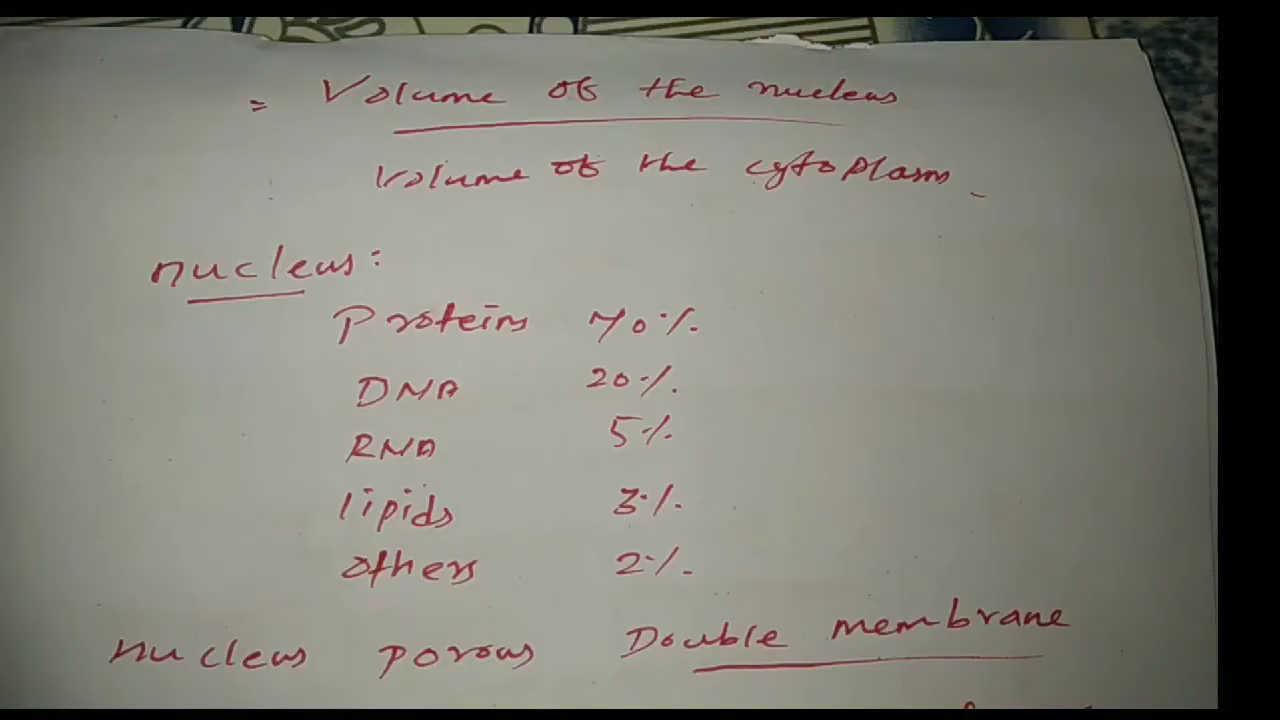 = Volume of the nucleus
Volume of the cytoplasm
nucleus:
Proteins 70%
DNA 20%
RNA 5%
lipids 3%
others 2%
nucleus porous Double membrane